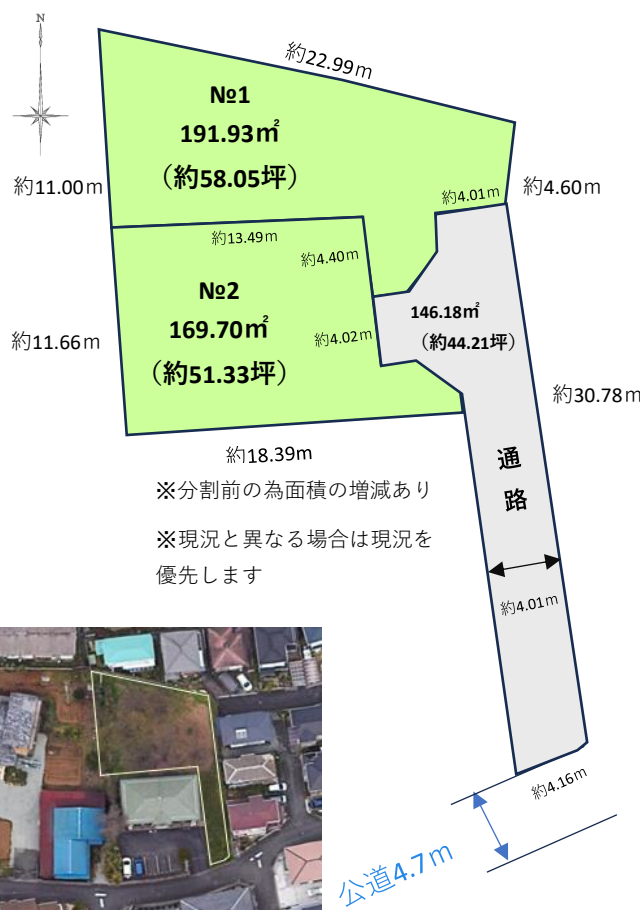 N
約22.99ｍ
№1
191.93㎡
（約58.05坪）
約11.00ｍ
約4.01ｍ
約4.60ｍ
約13.49ｍ
約4.40ｍ
№2
169.70㎡
（約51.33坪）
146.18㎡
（約44.21坪）
約4.02ｍ
約11.66ｍ
約30.78ｍ
約18.39ｍ
通
路
※分割前の為面積の増減あり
※現況と異なる場合は現況を
優先します
約4.01ｍ
約4.16ｍ
公道4.7ｍ